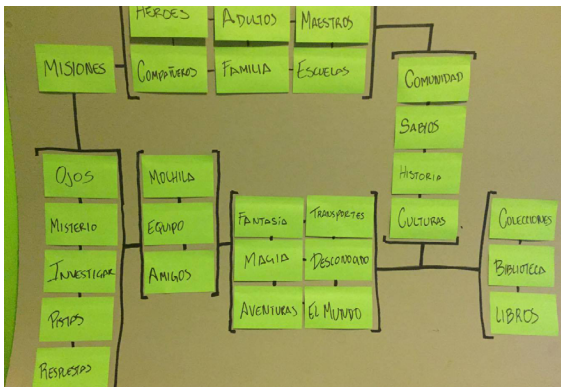 HÉROES
ADULTOS
MAESTROS
MISIONES
COMPAÑEROS
FAMILIA
ESCUELAS
COMUNIDAD
SABIOS
HISTORIA
CULTURAS
OJOS
MISTERIO
INVESTIGAR
PISTAS
RESPUESTAS
MOCHILA
EQUIPO
AMIGOS
FANTASÍA
TRANSPORTES
MAGIA
DESCONOCIDO
AVENTURAS
EL MUNDO
COLECCIONES
BIBLIOTECA
LIBROS